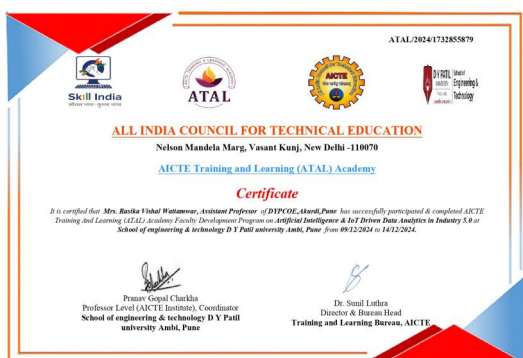 ATAL/2024/1732855879
Skill India
कौशल भारत - कुशल भारत
ATAL
AICTE
D Y PATIL
UNIVERSITY
School of
Engineering &
Technology
ALL INDIA COUNCIL FOR TECHNICAL EDUCATION
Nelson Mandela Marg, Vasant Kunj, New Delhi -110070
AICTE Training and Learning (ATAL) Academy
Certificate
It is certified that Mrs. Rasika Vishal Wattamwar, Assistant Professor of DYPCOE,Akurdi,Pune has successfully participated & completed AICTE
Training And Learning (ATAL) Academy Faculty Development Program on Artificial Intelligence & IoT Driven Data Analytics in Industry 5.0 at
School of engineering & technology D Y Patil university Ambi, Pune from 09/12/2024 to 14/12/2024.
Pranav Gopal Charkha
Professor Level (AICTE Institute), Coordinator
School of engineering & technology D Y Patil
university Ambi, Pune
Dr. Sunil Luthra
Director & Bureau Head
Training and Learning Bureau, AICTE